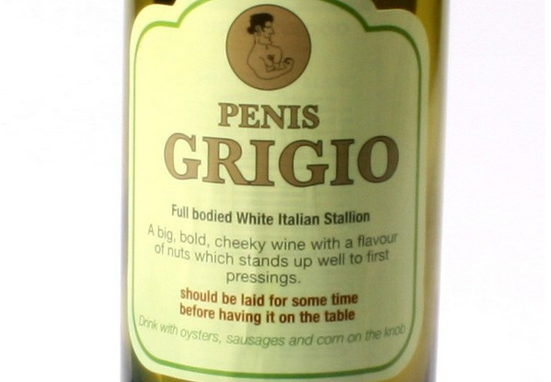 PENIS
GRIGIO
Full bodied White Italian Stallion
A big, bold, cheeky wine with a flavour
of nuts which stands up well to first
pressings.
should be laid for some time
before having it on the table
Drink with oysters, sausages and corn on the knob